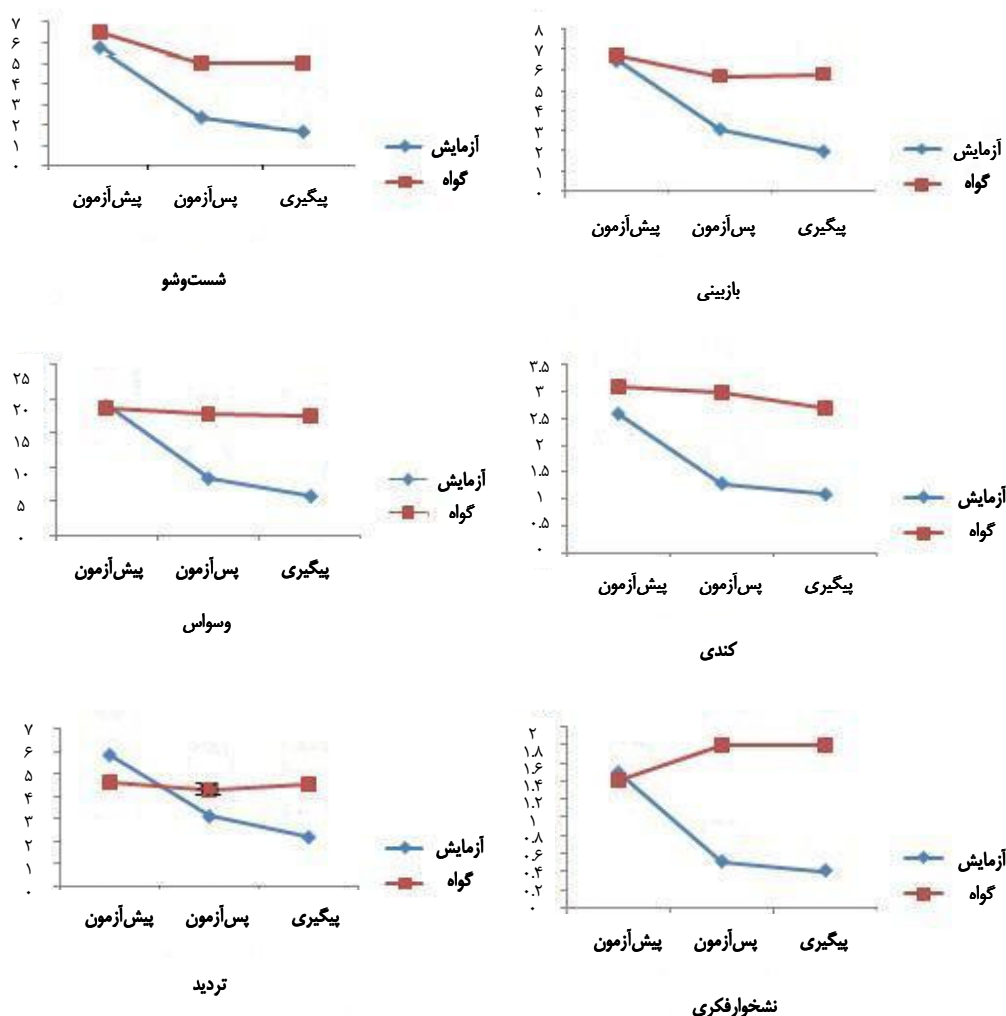 ۷
۶
۵
۴
۳
۲
۱
۰
آزمایش
گواه
پیش‌آزمون پس‌آزمون پیگیری
شست‌وشو
۸
۷
۶
۵
۴
۳
۲
۱
۰
آزمایش
گواه
پیش‌آزمون پس‌آزمون پیگیری
بازبینی
۲۵
۲۰
۱۵
۱۰
۵
۰
آزمایش
گواه
پیش‌آزمون پس‌آزمون پیگیری
وسواس
۳.۵
۳
۲.۵
۲
۱.۵
۱
۰.۵
۰
آزمایش
گواه
پیش‌آزمون پس‌آزمون پیگیری
کندی
۷
۶
۵
۴
۳
۲
۱
۰
آزمایش
گواه
پیش‌آزمون پس‌آزمون پیگیری
تردید
۲
۱.۸
۱.۶
۱.۴
۱.۲
۱
۰.۸
۰.۶
۰.۴
۰.۲
۰
آزمایش
گواه
پیش‌آزمون پس‌آزمون پیگیری
نشخوارفکری